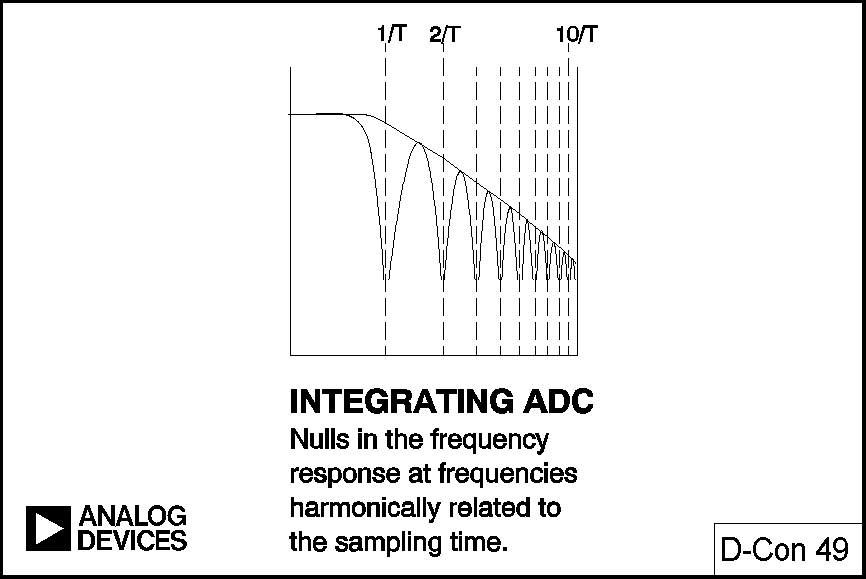 1/T 2/T 10/T
INTEGRATING ADC
Nulls in the frequency
response at frequencies
harmonically related to
the sampling time.
ANALOG
DEVICES
D-Con 49